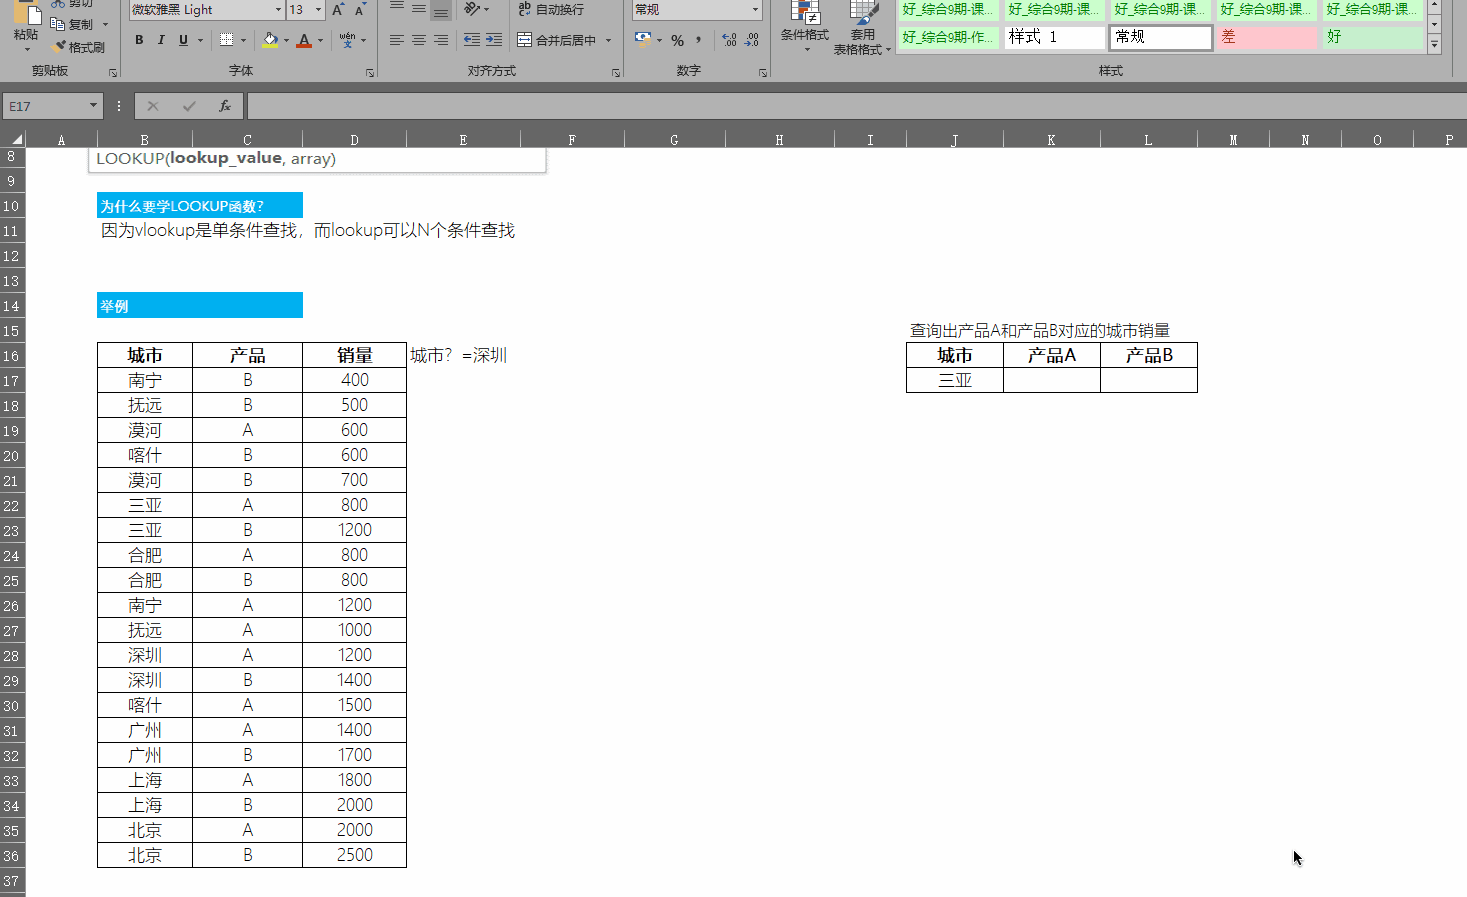 剪切
微软雅黑 Light 13 A A
自动换行
常规
好_综合9期-课... 好_综合9期-课... 好_综合9期-课... 好_综合9期-课... 好_综合9期-课...
粘贴 复制
格式刷
B I U A wén 文
合并后居中
% , .00 .00
条件格式 套用
表格格式
好_综合9期-作... 样式 1 常规 差 好
剪贴板 字体 对齐方式 数字 样式
E17 fx
A B C D E F G H I J K L M N O P
8 LOOKUP(lookup_value, array)
9
10 为什么要学LOOKUP函数?
11 因为vlookup是单条件查找，而lookup可以N个条件查找
12
13
14 举例
15 查询出产品A和产品B对应的城市销量
16 城市 产品 销量 城市？=深圳 城市 产品A 产品B
17 南宁 B 400 三亚
18 抚远 B 500
19 漠河 A 600
20 喀什 B 600
21 漠河 B 700
22 三亚 A 800
23 三亚 B 1200
24 合肥 A 800
25 合肥 B 800
26 南宁 A 1200
27 抚远 A 1000
28 深圳 A 1200
29 深圳 B 1400
30 喀什 A 1500
31 广州 A 1400
32 广州 B 1700
33 上海 A 1800
34 上海 B 2000
35 北京 A 2000
36 北京 B 2500
37